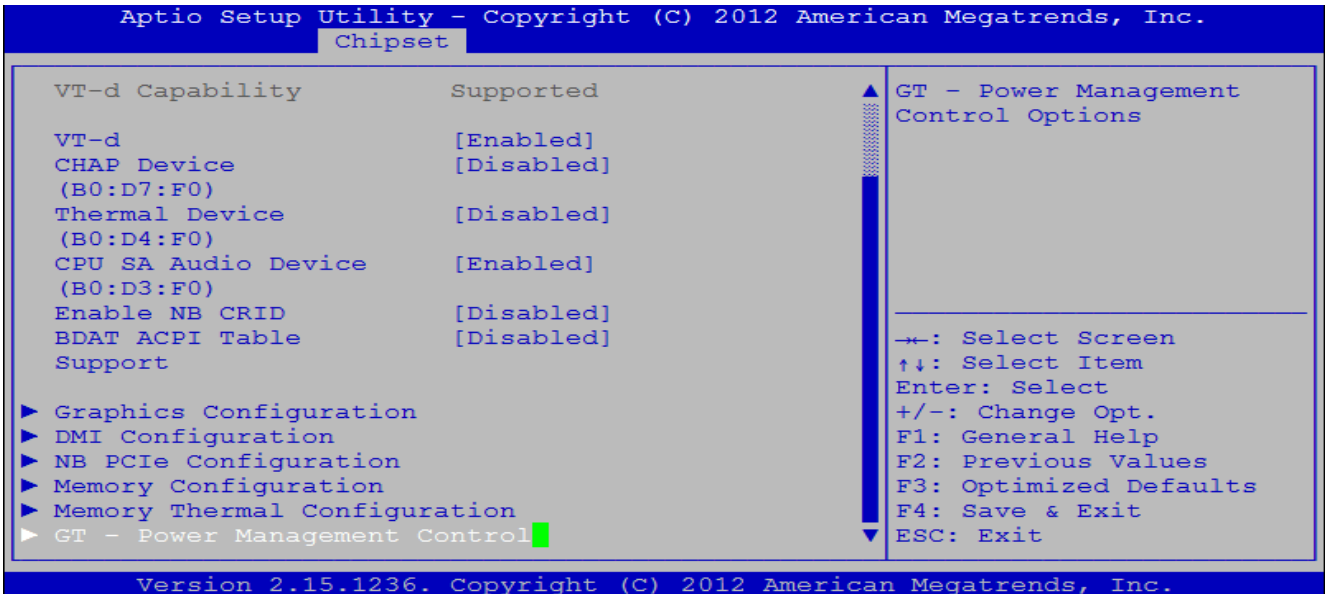 Aptio Setup Utility – Copyright (C) 2012 American Megatrends, Inc.
Chipset
VT-d Capability Supported
VT-d [Enabled]
CHAP Device [Disabled]
(B0:D7:F0)
Thermal Device [Disabled]
(B0:D4:F0)
CPU SA Audio Device [Enabled]
(B0:D3:F0)
Enable NB CRID [Disabled]
BDAT ACPI Table [Disabled]
Support
► Graphics Configuration
► DMI Configuration
► NB PCIe Configuration
► Memory Configuration
► Memory Thermal Configuration
► GT – Power Management Control
GT – Power Management
Control Options
→←: Select Screen
↑↓: Select Item
Enter: Select
+/-: Change Opt.
F1: General Help
F2: Previous Values
F3: Optimized Defaults
F4: Save & Exit
ESC: Exit
Version 2.15.1236. Copyright (C) 2012 American Megatrends, Inc.